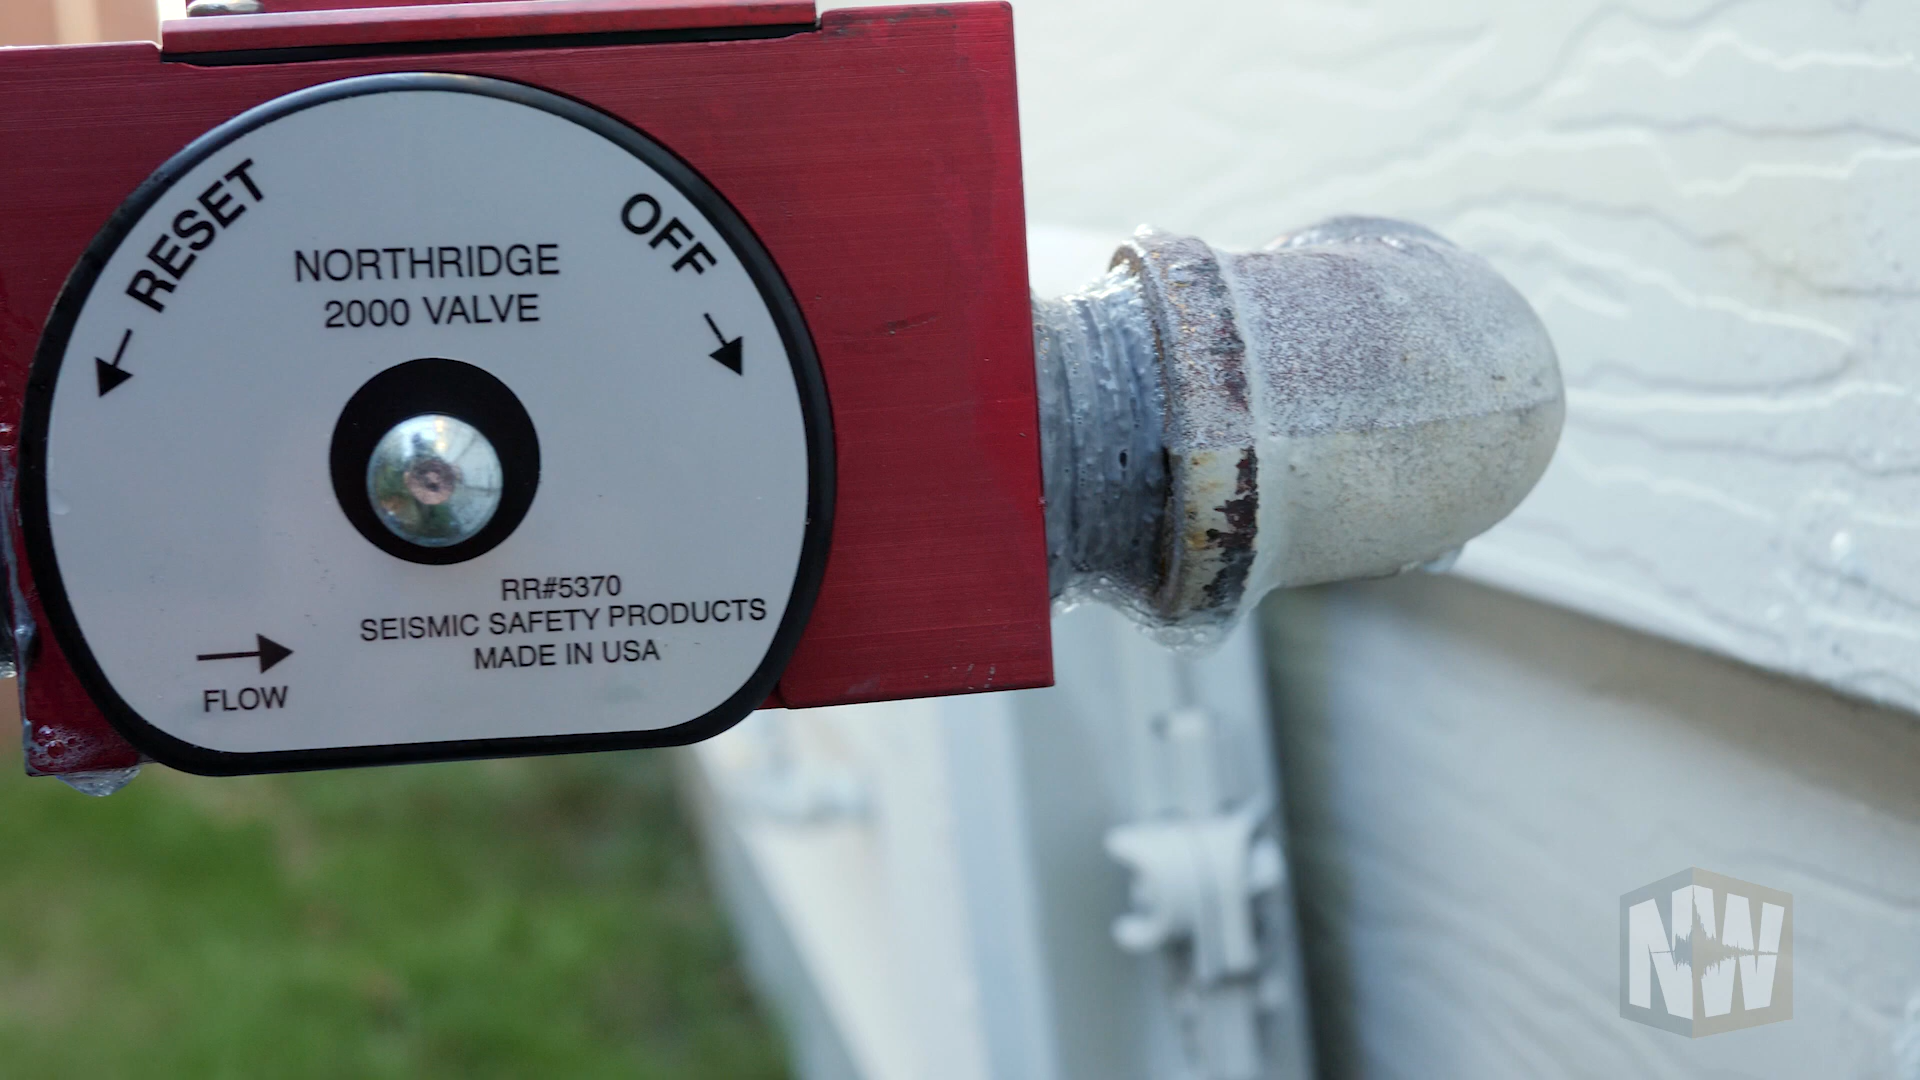 RESET
OFF
NORTHRIDGE
2000 VALVE
RR#5370
SEISMIC SAFETY PRODUCTS
MADE IN USA
FLOW
NW